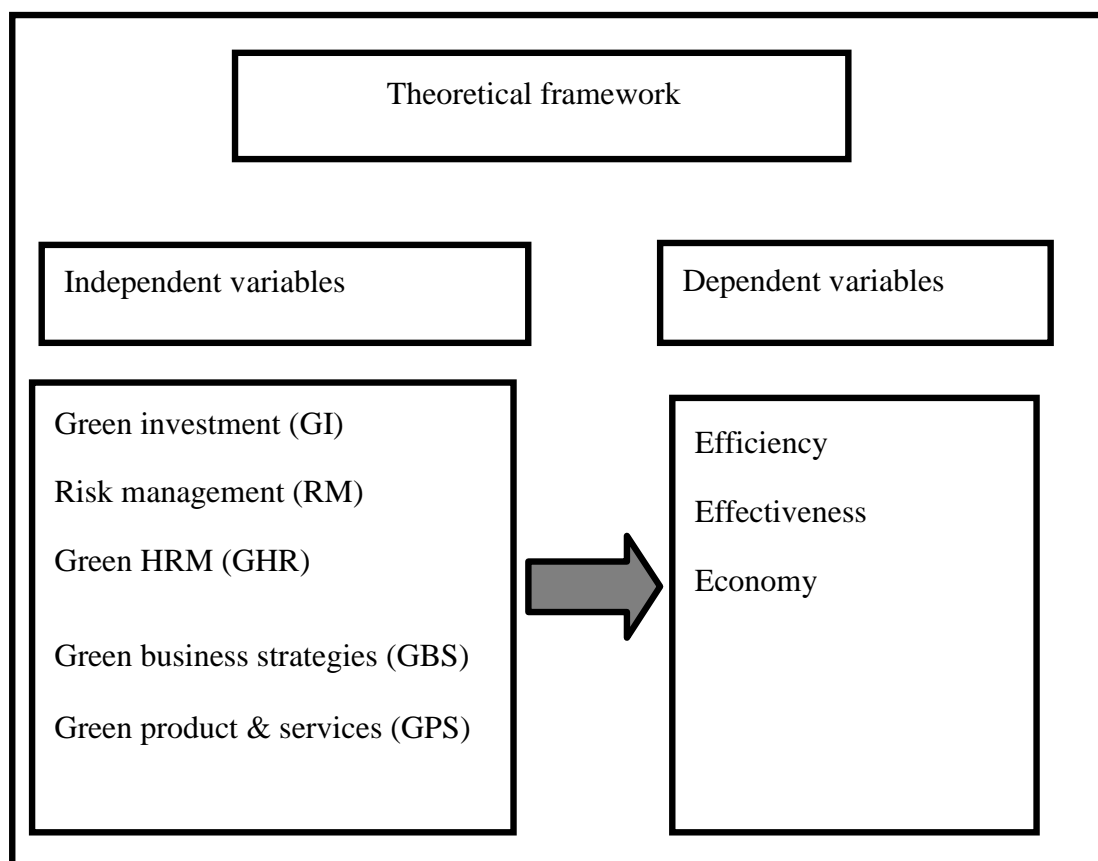 Theoretical framework
Independent variables
Green investment (GI)
Risk management (RM)
Green HRM (GHR)
Green business strategies (GBS)
Green product & services (GPS)
Dependent variables
Efficiency
Effectiveness
Economy